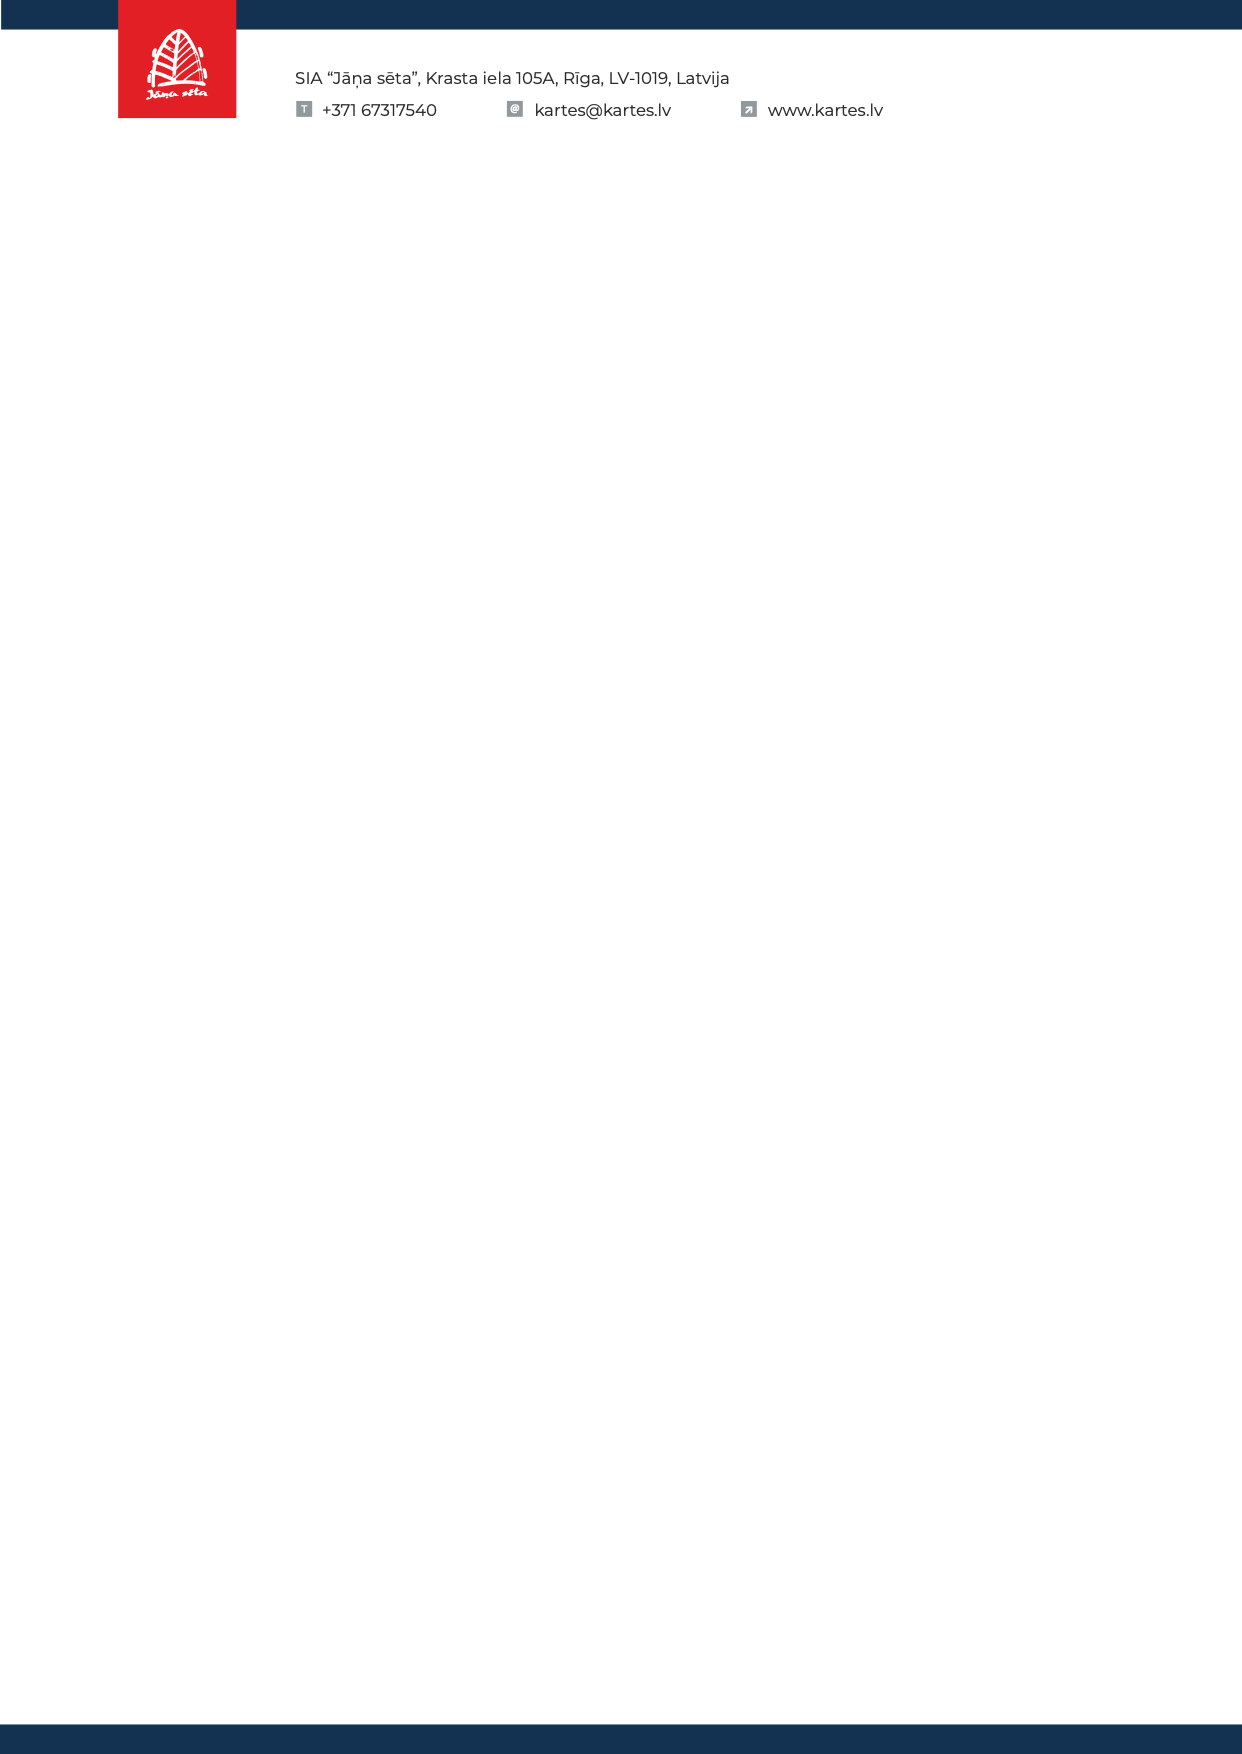 Jāņa sēta
SIA “Jāņa sēta”, Krasta iela 105A, Rīga, LV-1019, Latvija
T +371 67317540 @ kartes@kartes.lv www.kartes.lv